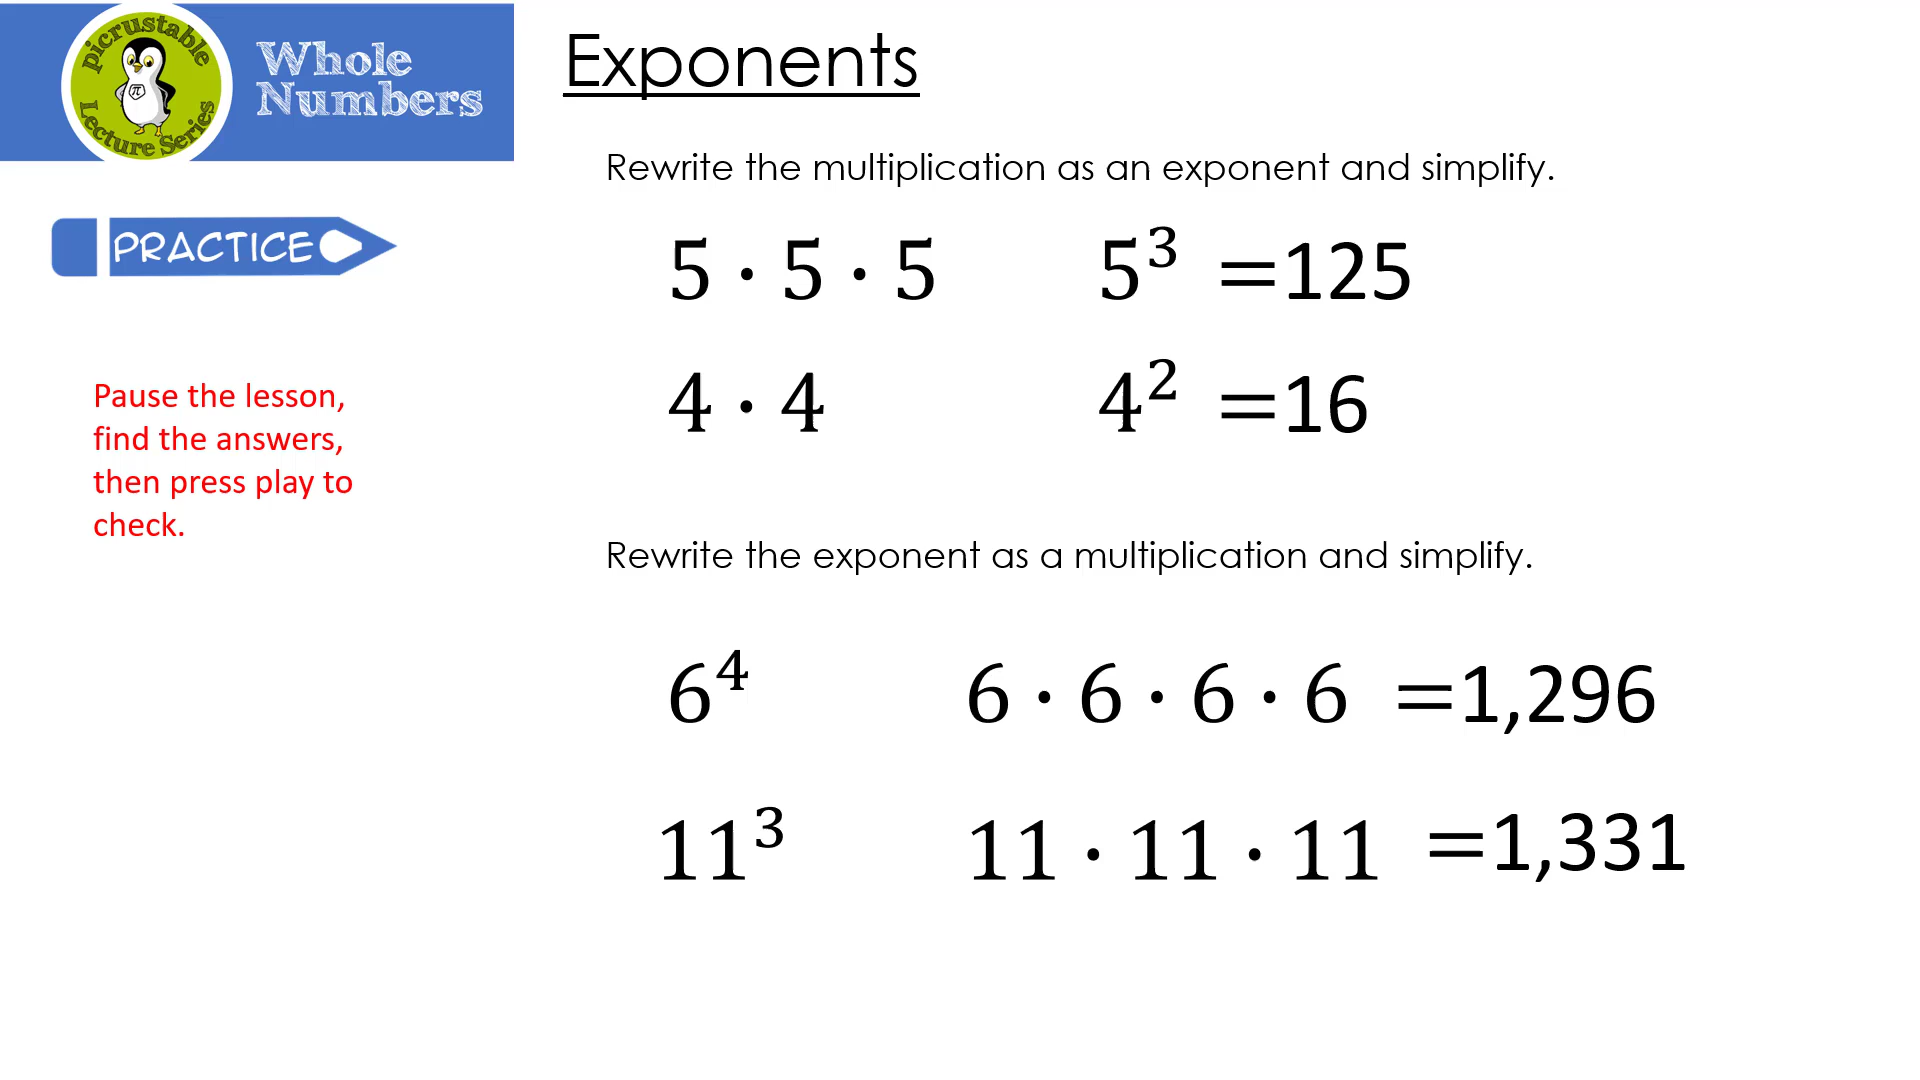 picrustable
Lecture Series
π
Whole
Numbers
PRACTICE
Pause the lesson,
find the answers,
then press play to
check.
Exponents
Rewrite the multiplication as an exponent and simplify.
5 · 5 · 5 5³ =125
4 · 4 4² =16
Rewrite the exponent as a multiplication and simplify.
6⁴ 6 · 6 · 6 · 6 =1,296
11³ 11 · 11 · 11 =1,331